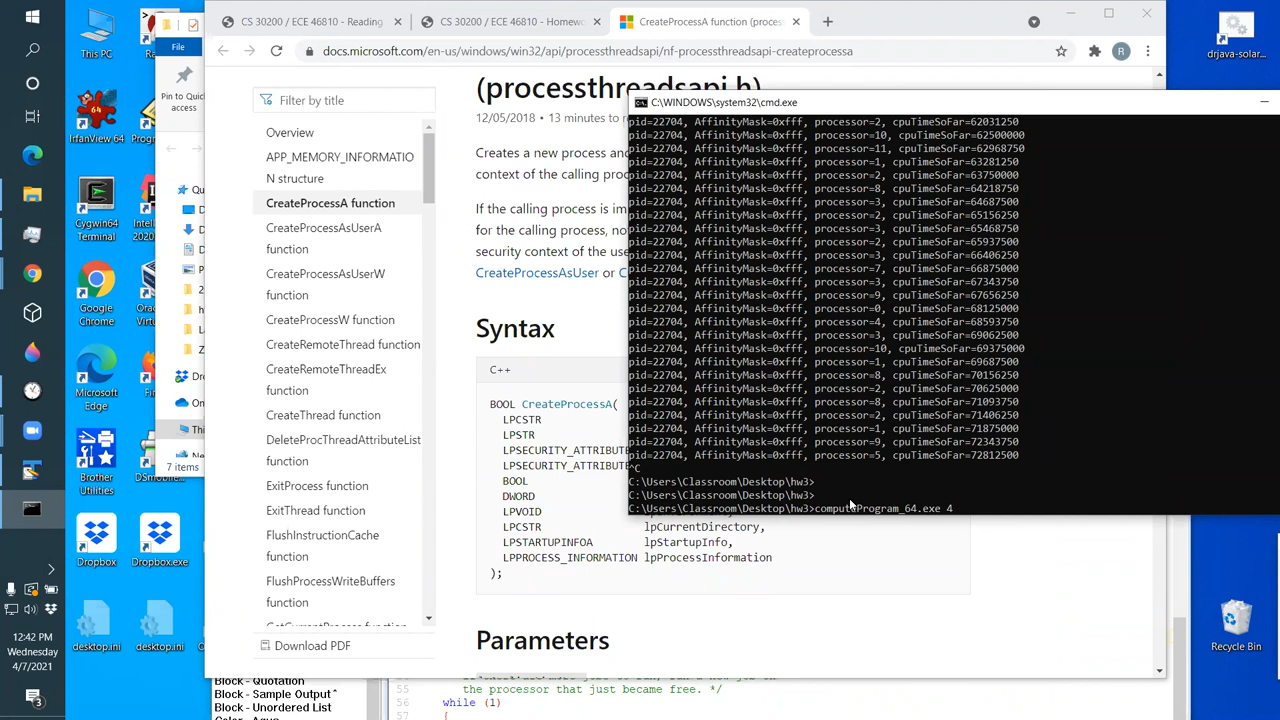 This PC
IrfanView 64
Cygwin64
Terminal
Google
Chrome
Microsoft
Edge
Brother
Utilities
Dropbox
Dropbox.exe
desktop.ini
desktop.ini
12:42 PM
Wednesday
4/7/2021
3
File
Pin to Quick
access
7 items
CS 30200 / ECE 46810 - Reading
CS 30200 / ECE 46810 - Homew
CreateProcessA function (proces
docs.microsoft.com/en-us/windows/win32/api/processthreadsapi/nf-processthreadsapi-createprocessa
R
Filter by title
Overview
APP_MEMORY_INFORMATIO
N structure
CreateProcessA function
CreateProcessAsUserA
function
CreateProcessAsUserW
function
CreateProcessW function
CreateRemoteThread function
CreateRemoteThreadEx
function
CreateThread function
DeleteProcThreadAttributeList
function
ExitProcess function
ExitThread function
FlushInstructionCache
function
FlushProcessWriteBuffers
function
GetCurrentProcess function
Download PDF
(processthreadsapi.h)
12/05/2018 • 13 minutes to
Creates a new process and
context of the calling proc
If the calling process is im
for the calling process, no
security context of the use
CreateProcessAsUser or C
Syntax
C++
BOOL CreateProcessA(
LPCSTR
LPSTR
LPSECURITY_ATTRIBUTE
LPSECURITY_ATTRIBUTE
BOOL
DWORD
LPVOID
LPCSTR lpCurrentDirectory,
LPSTARTUPINFOA lpStartupInfo,
LPPROCESS_INFORMATION lpProcessInformation
);
Parameters
C:\WINDOWS\system32\cmd.exe
pid=22704, AffinityMask=0xfff, processor=2, cpuTimeSoFar=62031250
pid=22704, AffinityMask=0xfff, processor=10, cpuTimeSoFar=62500000
pid=22704, AffinityMask=0xfff, processor=11, cpuTimeSoFar=62968750
pid=22704, AffinityMask=0xfff, processor=1, cpuTimeSoFar=63281250
pid=22704, AffinityMask=0xfff, processor=2, cpuTimeSoFar=63750000
pid=22704, AffinityMask=0xfff, processor=8, cpuTimeSoFar=64218750
pid=22704, AffinityMask=0xfff, processor=3, cpuTimeSoFar=64687500
pid=22704, AffinityMask=0xfff, processor=2, cpuTimeSoFar=65156250
pid=22704, AffinityMask=0xfff, processor=3, cpuTimeSoFar=65468750
pid=22704, AffinityMask=0xfff, processor=2, cpuTimeSoFar=65937500
pid=22704, AffinityMask=0xfff, processor=3, cpuTimeSoFar=66406250
pid=22704, AffinityMask=0xfff, processor=7, cpuTimeSoFar=66875000
pid=22704, AffinityMask=0xfff, processor=3, cpuTimeSoFar=67343750
pid=22704, AffinityMask=0xfff, processor=9, cpuTimeSoFar=67656250
pid=22704, AffinityMask=0xfff, processor=0, cpuTimeSoFar=68125000
pid=22704, AffinityMask=0xfff, processor=4, cpuTimeSoFar=68593750
pid=22704, AffinityMask=0xfff, processor=3, cpuTimeSoFar=69062500
pid=22704, AffinityMask=0xfff, processor=10, cpuTimeSoFar=69375000
pid=22704, AffinityMask=0xfff, processor=1, cpuTimeSoFar=69687500
pid=22704, AffinityMask=0xfff, processor=8, cpuTimeSoFar=70156250
pid=22704, AffinityMask=0xfff, processor=2, cpuTimeSoFar=70625000
pid=22704, AffinityMask=0xfff, processor=8, cpuTimeSoFar=71093750
pid=22704, AffinityMask=0xfff, processor=2, cpuTimeSoFar=71406250
pid=22704, AffinityMask=0xfff, processor=1, cpuTimeSoFar=71875000
pid=22704, AffinityMask=0xfff, processor=9, cpuTimeSoFar=72343750
pid=22704, AffinityMask=0xfff, processor=5, cpuTimeSoFar=72812500
^C
C:\Users\Classroom\Desktop\hw3>
C:\Users\Classroom\Desktop\hw3>
C:\Users\Classroom\Desktop\hw3>computeProgram_64.exe 4
drjava-solar...
Recycle Bin
Block - Quotation
Block - Sample Output
Block - Unordered List
55 the processor that just became free. */
56 while (1)
57 {